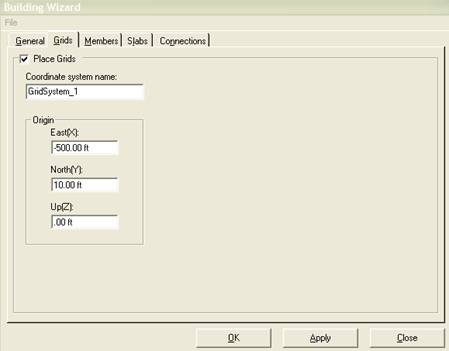 Building Wizard
File
General Grids Members Slabs Connections
Place Grids
Coordinate system name:
GridSystem_1
Origin
East(X):
-500.00 ft
North(Y):
10.00 ft
Up(Z):
.00 ft
OK Apply Close